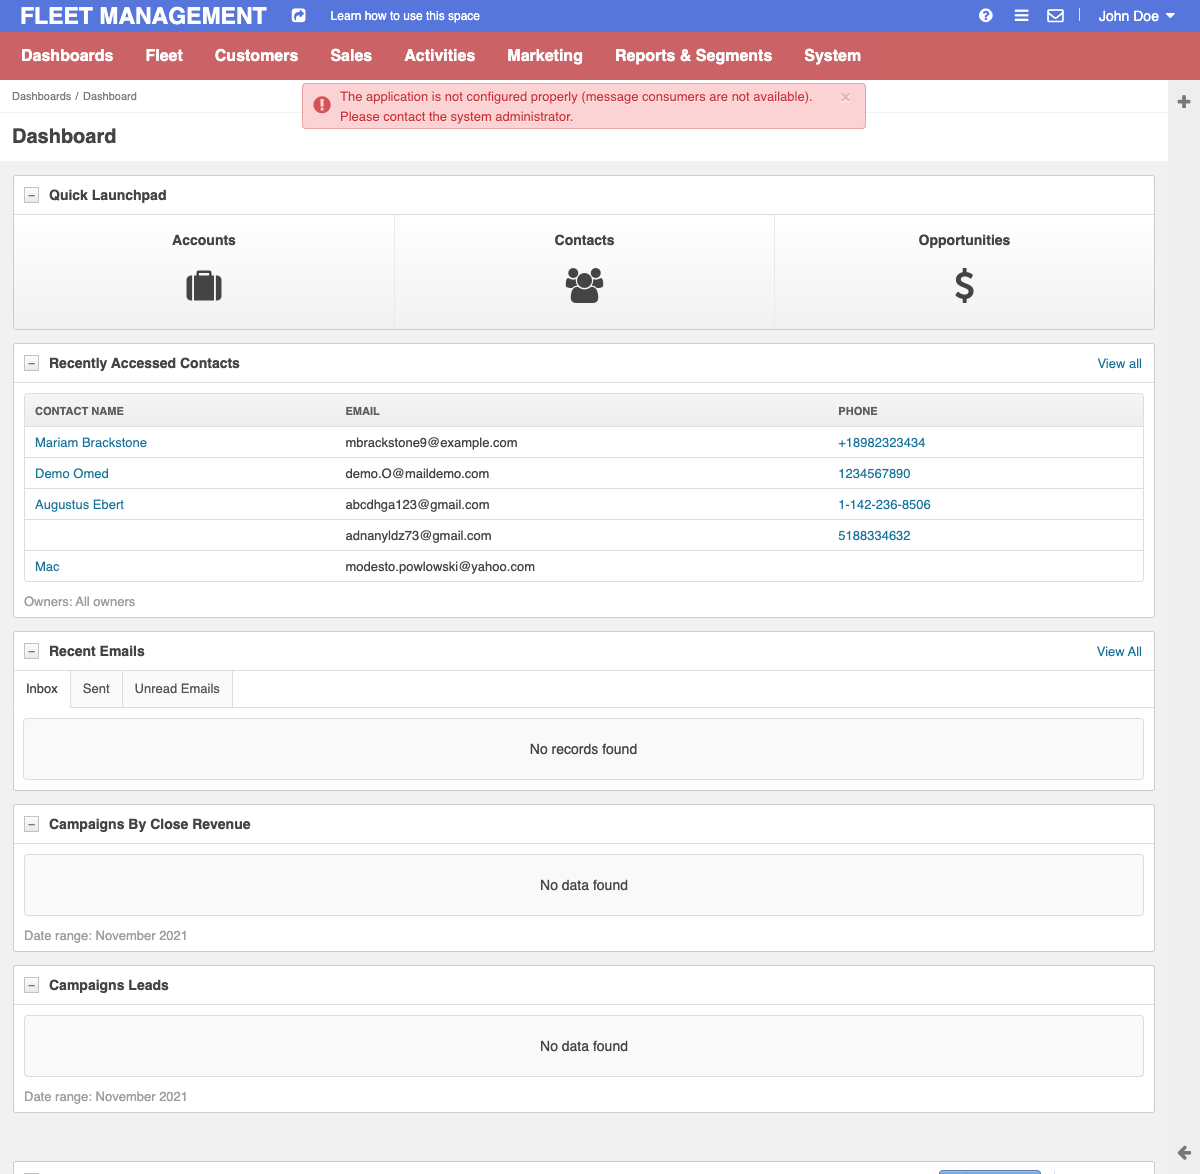 FLEET MANAGEMENT Learn how to use this space John Doe
Dashboards Fleet Customers Sales Activities Marketing Reports & Segments System
Dashboards / Dashboard
The application is not configured properly (message consumers are not available). ×
Please contact the system administrator.
Dashboard
Quick Launchpad
Accounts Contacts Opportunities
Recently Accessed Contacts View all
CONTACT NAME EMAIL PHONE
Mariam Brackstone mbrackstone9@example.com +18982323434
Demo Omed demo.O@maildemo.com 1234567890
Augustus Ebert abcdhga123@gmail.com 1-142-236-8506
adnanyldz73@gmail.com 5188334632
Mac modesto.powlowski@yahoo.com
Owners: All owners
Recent Emails View All
Inbox Sent Unread Emails
No records found
Campaigns By Close Revenue
No data found
Date range: November 2021
Campaigns Leads
No data found
Date range: November 2021